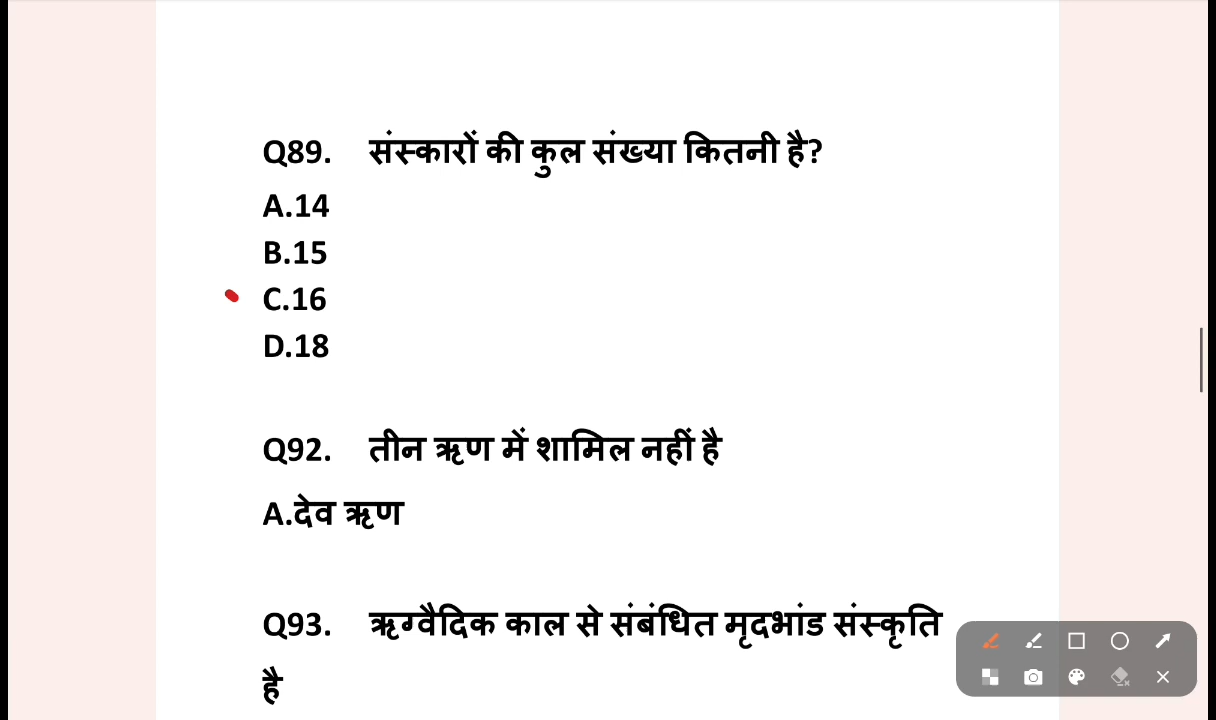 Q89. संस्कारों की कुल संख्या कितनी है?
A.14
B.15
C.16
D.18
Q92. तीन ऋण में शामिल नहीं है
A.देव ऋण
Q93. ऋग्वैदिक काल से संबंधित मृदभांड संस्कृति
है